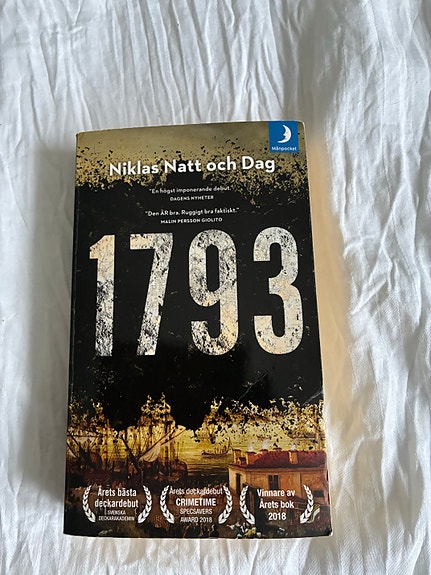 Månpocket
Niklas Natt och Dag
"En högst imponerande debut."
DAGENS NYHETER
"Den ÄR bra. Ruggigt bra faktiskt."
MALIN PERSSON GIOLITO
1793
Årets bästa
deckardebut
SVENSKA
DECKARAKADEMIN
Årets deckardebut
CRIMETIME
SPECSAVERS
AWARD 2018
Vinnare av
Årets bok
2018